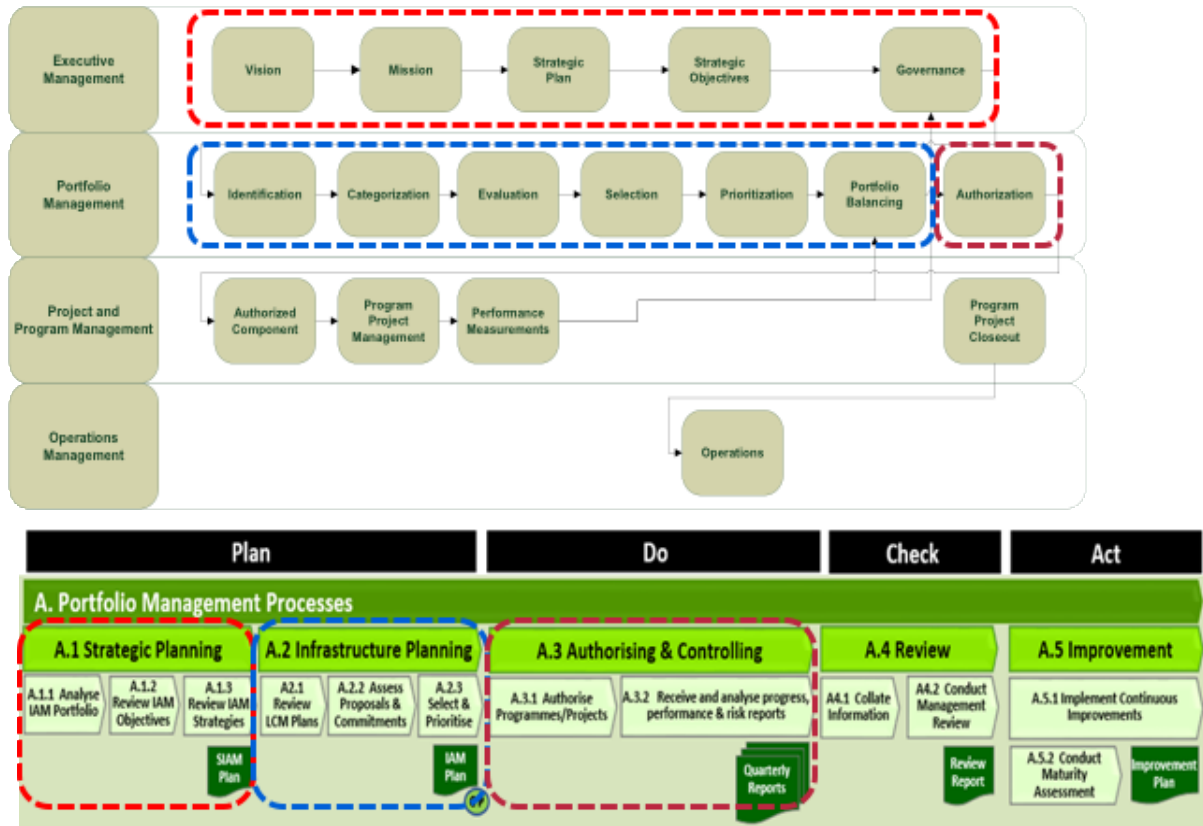 Executive
Management
Vision
Mission
Strategic
Plan
Strategic
Objectives
Governance
Portfolio
Management
Identification
Categorization
Evaluation
Selection
Prioritization
Portfolio
Balancing
Authorization
Project and
Program Management
Authorized
Component
Program
Project
Management
Performance
Measurements
Program
Project
Closeout
Operations
Management
Operations
Plan
Do
Check
Act
A. Portfolio Management Processes
A.1 Strategic Planning
A.2 Infrastructure Planning
A.3 Authorising & Controlling
A.4 Review
A.5 Improvement
A.1.1 Analyse
IAM Portfolio
A.1.2
Review IAM
Objectives
A.1.3
Review IAM
Strategies
A2.1
Review
LCM Plans
A.2.2 Assess
Proposals &
Commitments
A.2.3
Select &
Prioritise
A.3.1 Authorise
Programmes/Projects
A.3.2 Receive and analyse progress,
performance & risk reports
A4.1 Collate
Information
A4.2 Conduct
Management
Review
A.5.1 Implement Continuous
Improvements
SIAM
Plan
IAM
Plan
Quarterly
Reports
Review
Report
A.5.2 Conduct
Maturity
Assessment
Improvement
Plan